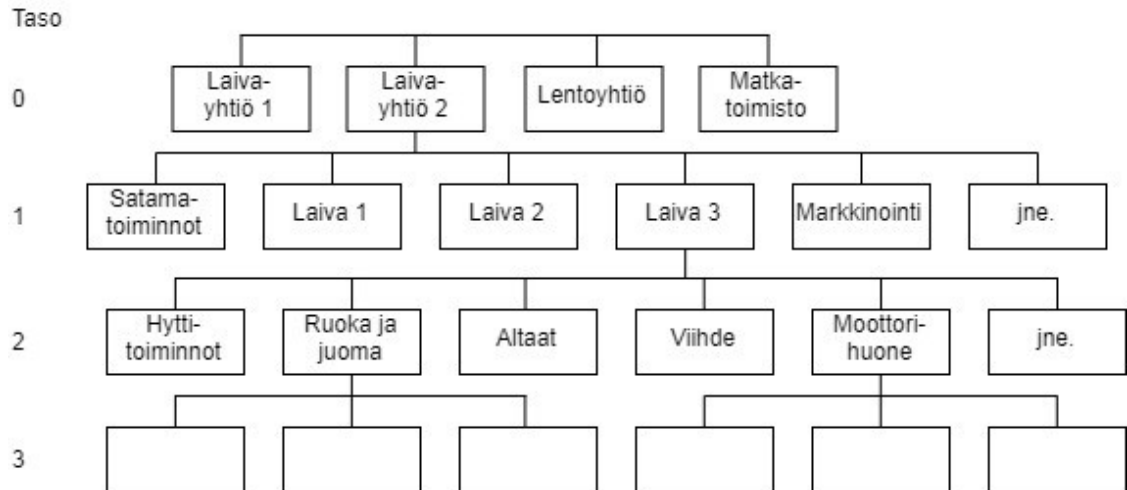 Taso
0
Laiva-
yhtiö 1
Laiva-
yhtiö 2
Lentoyhtiö
Matka-
toimisto
1
Satama-
toiminnot
Laiva 1
Laiva 2
Laiva 3
Markkinointi
jne.
2
Hytti-
toiminnot
Ruoka ja
juoma
Altaat
Viihde
Moottori-
huone
jne.
3